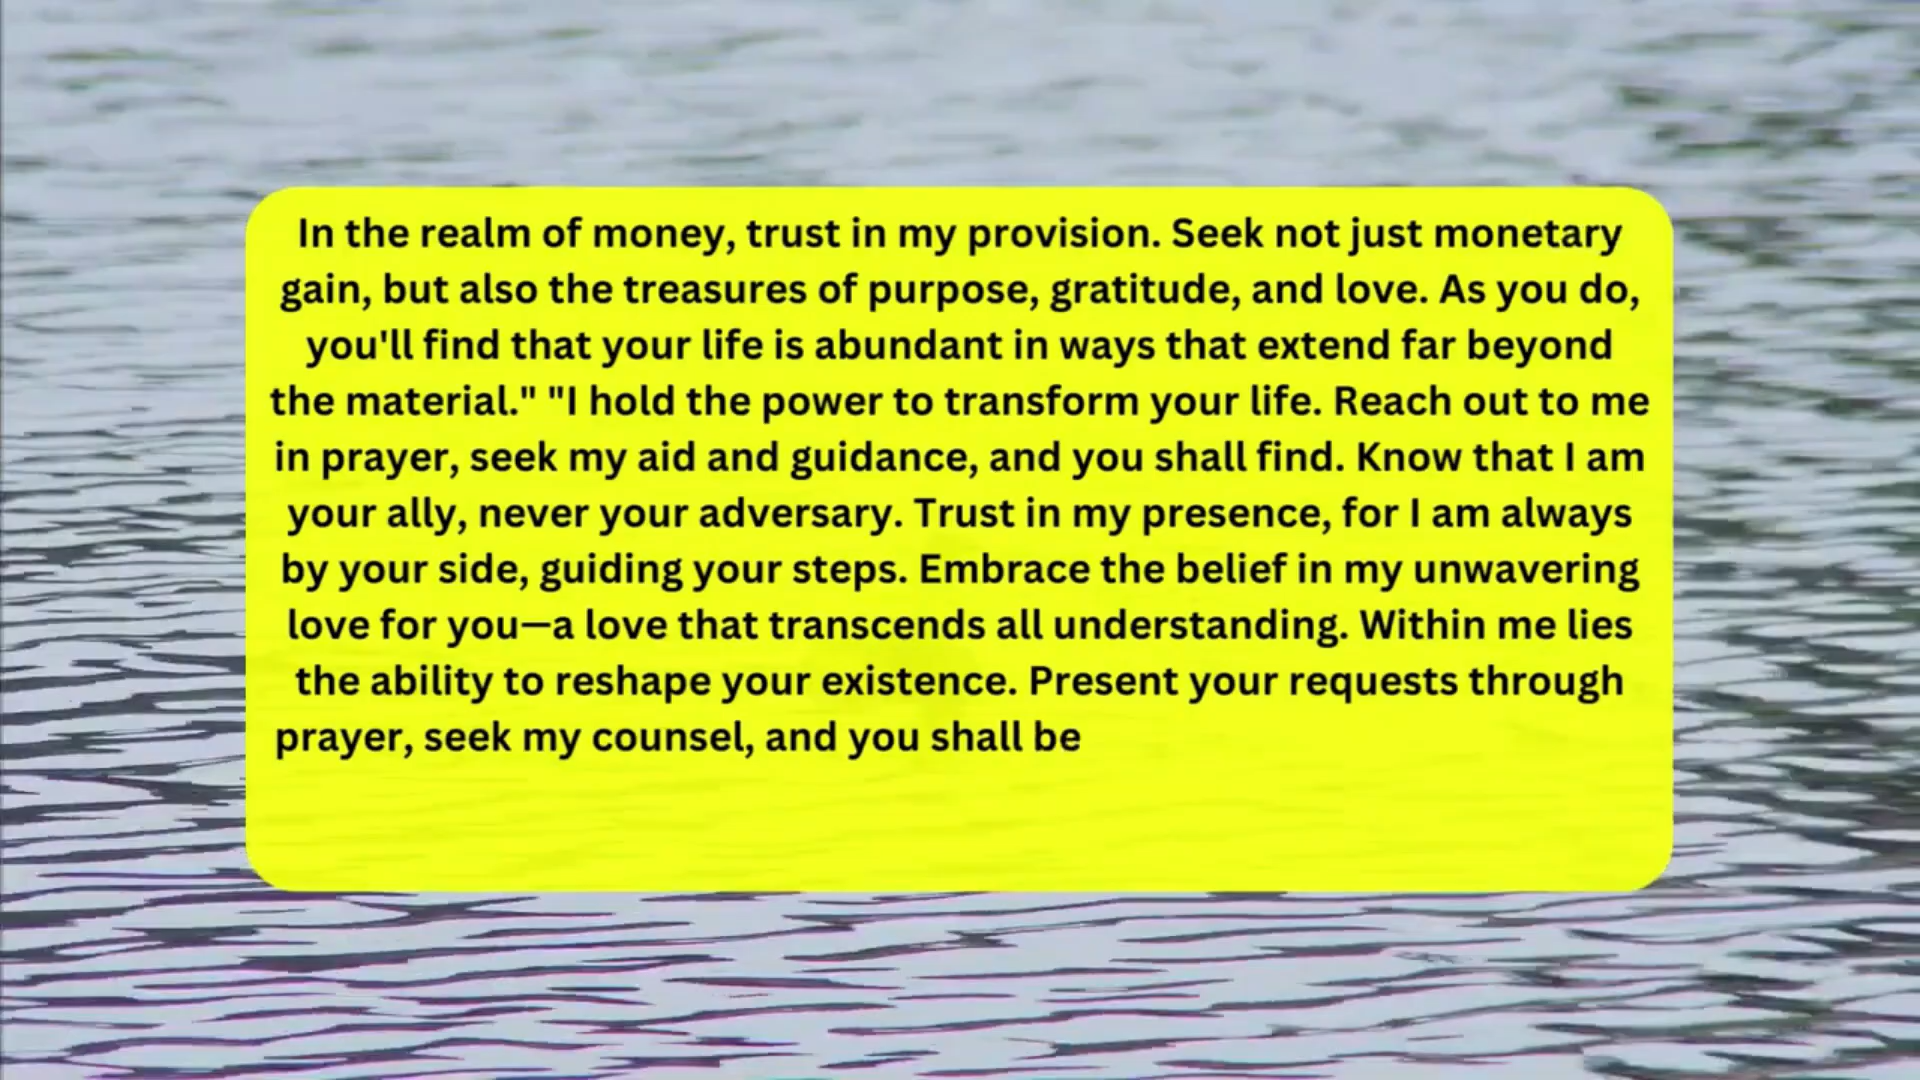 In the realm of money, trust in my provision. Seek not just monetary
gain, but also the treasures of purpose, gratitude, and love. As you do,
you'll find that your life is abundant in ways that extend far beyond
the material." "I hold the power to transform your life. Reach out to me
in prayer, seek my aid and guidance, and you shall find. Know that I am
your ally, never your adversary. Trust in my presence, for I am always
by your side, guiding your steps. Embrace the belief in my unwavering
love for you—a love that transcends all understanding. Within me lies
the ability to reshape your existence. Present your requests through
prayer, seek my counsel, and you shall be